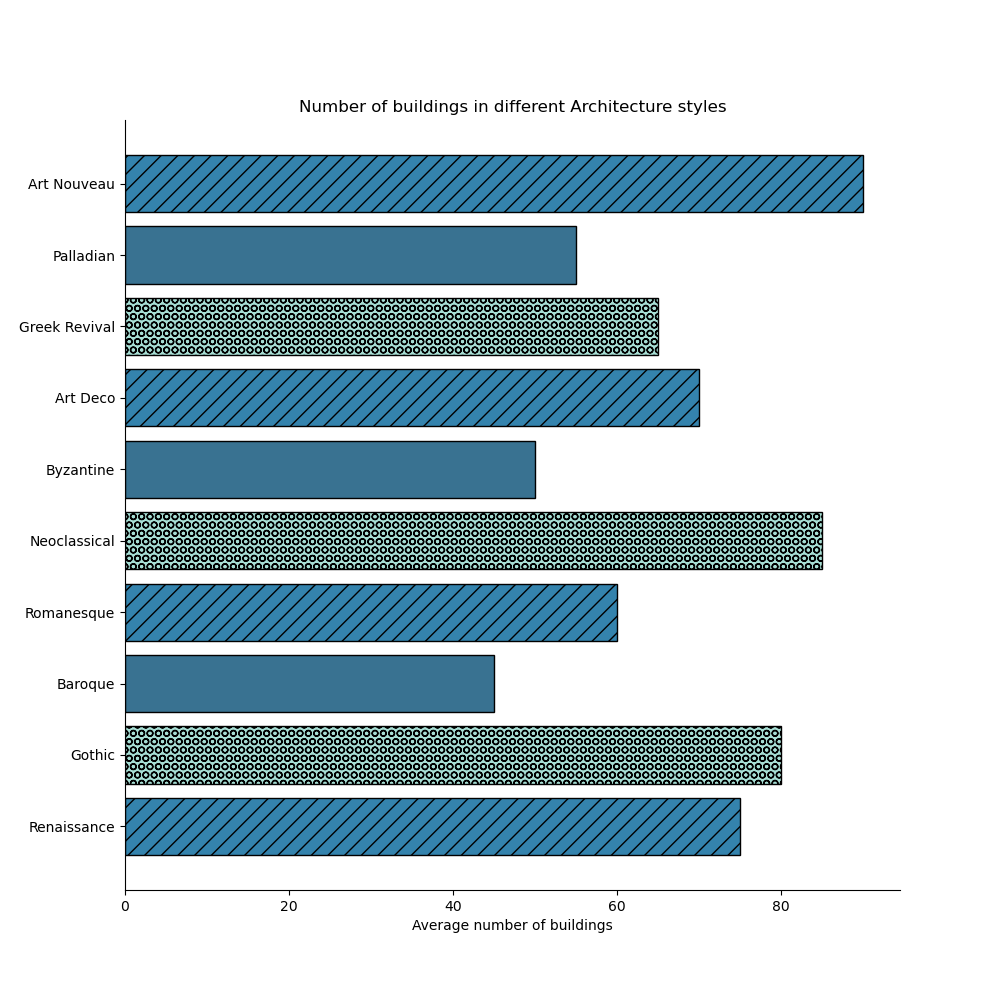 Number of buildings in different Architecture styles
Art Nouveau
Palladian
Greek Revival
Art Deco
Byzantine
Neoclassical
Romanesque
Baroque
Gothic
Renaissance
0 20 40 60 80
Average number of buildings